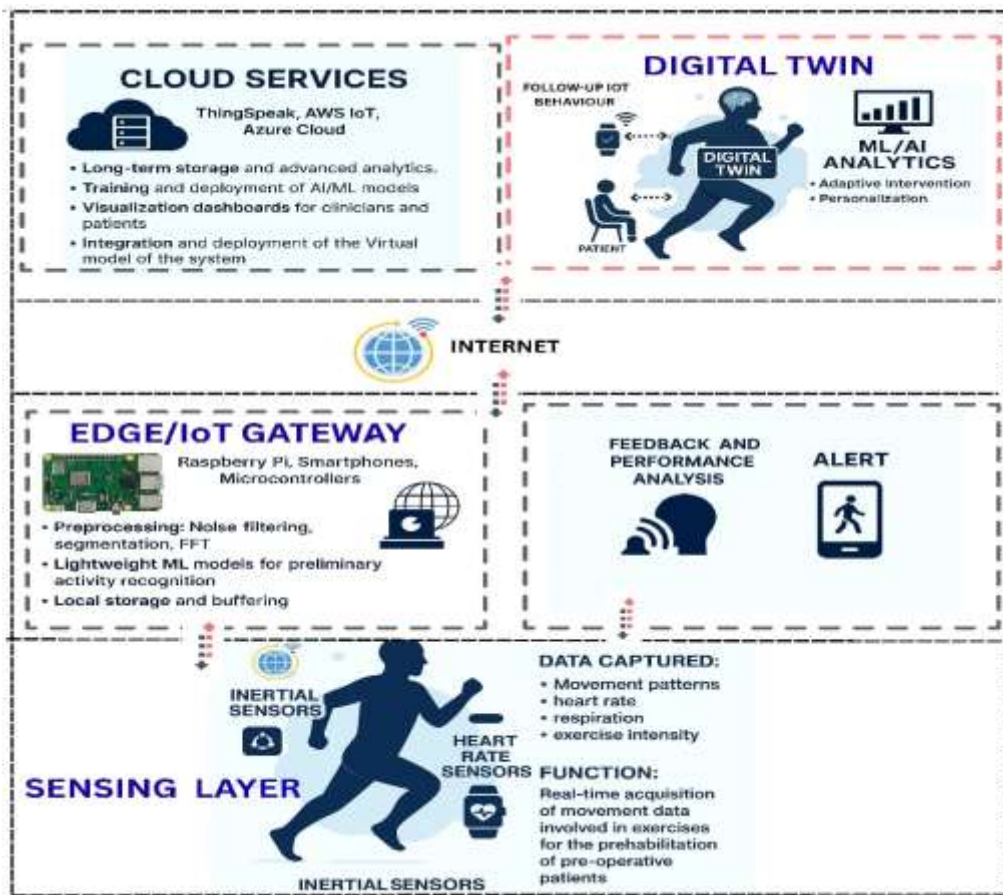 CLOUD SERVICES
ThingSpeak, AWS IoT,
Azure Cloud
• Long-term storage and advanced analytics.
• Training and deployment of AI/ML models
• Visualization dashboards for clinicians and
patients
• Integration and deployment of the Virtual
model of the system
DIGITAL TWIN
FOLLOW-UP IOT
BEHAVIOUR
DIGITAL
TWIN
PATIENT
ML/AI
ANALYTICS
• Adaptive Intervention
• Personalization
INTERNET
EDGE/IoT GATEWAY
Raspberry Pi, Smartphones,
Microcontrollers
• Preprocessing: Noise filtering,
segmentation, FFT
• Lightweight ML models for preliminary
activity recognition
• Local storage and buffering
FEEDBACK AND
PERFORMANCE
ANALYSIS
ALERT
SENSING LAYER
INERTIAL
SENSORS
HEART
RATE
SENSORS
INERTIAL SENSORS
DATA CAPTURED:
• Movement patterns
• heart rate
• respiration
• exercise intensity
FUNCTION:
Real-time acquisition
of movement data
involved in exercises
for the prehabilitation
of pre-operative
patients